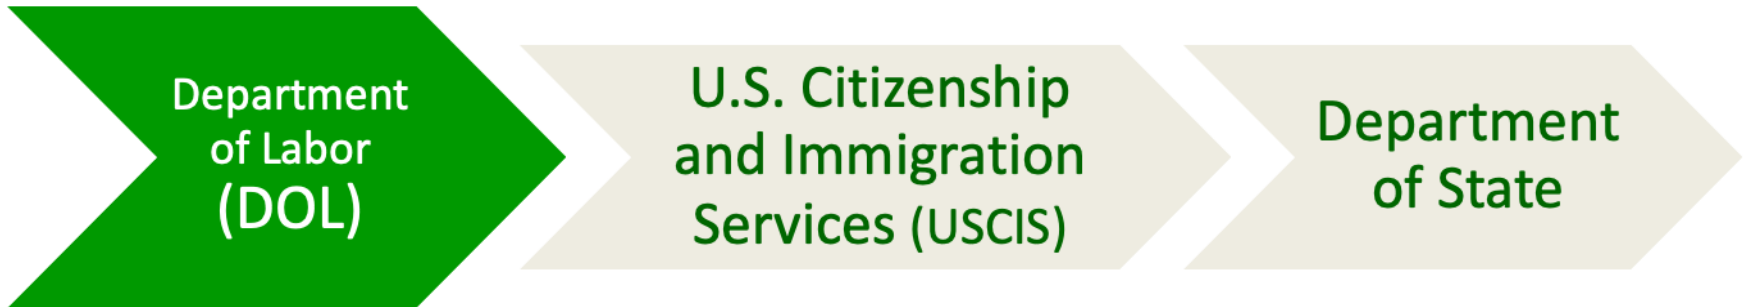 Department
of Labor
(DOL)
U.S. Citizenship
and Immigration
Services (USCIS)
Department
of State